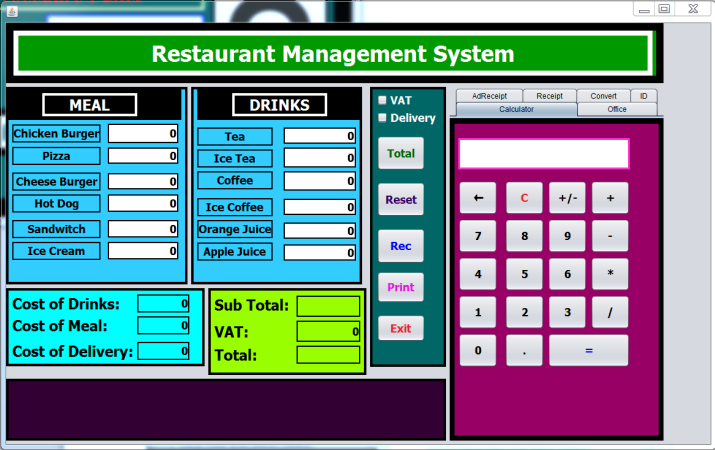 Restaurant Management System
MEAL
Chicken Burger 0
Pizza 0
Cheese Burger 0
Hot Dog 0
Sandwitch 0
Ice Cream 0
DRINKS
Tea 0
Ice Tea 0
Coffee 0
Ice Coffee 0
Orange Juice 0
Apple Juice 0
Cost of Drinks: 0
Cost of Meal: 0
Cost of Delivery: 0
Sub Total:
VAT: 0
Total:
VAT
Delivery
Total
Reset
Rec
Print
Exit
AdReceipt Receipt Convert ID
Calculator Office
← C +/- +
7 8 9 -
4 5 6 *
1 2 3 /
0 . =